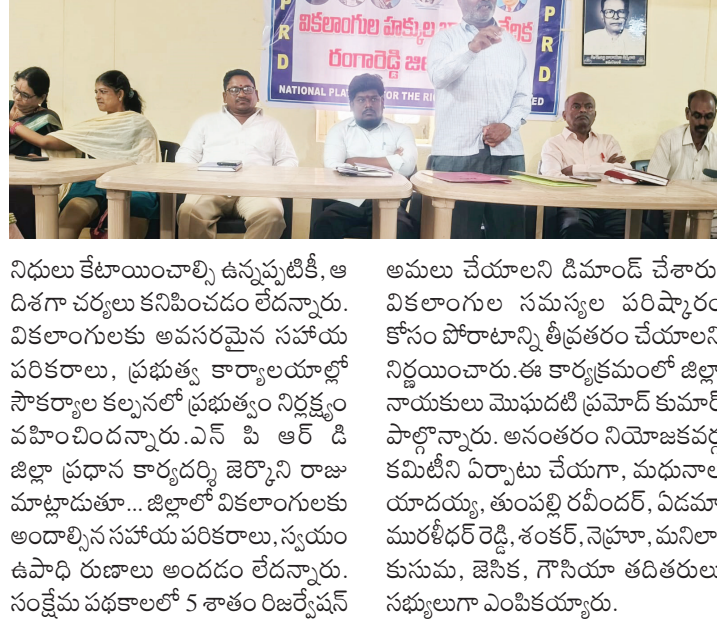 P
R
D
వికలాంగుల హక్కుల
రంగారెడ్డి
NATIONAL
FOR THE
ED
P
R
D
నిధులు కేటాయించాల్సి ఉన్నప్పటికీ, ఆ
దిశగా చర్యలు కనిపించడం లేదన్నారు.
వికలాంగులకు అవసరమైన సహాయ
పరికరాలు, ప్రభుత్వ కార్యాలయాల్లో
సౌకర్యాల కల్పనలో ప్రభుత్వం నిర్లక్ష్యం
వహించిందన్నారు.ఎన్ పి ఆర్ డి
జిల్లా ప్రధాన కార్యదర్శి జెర్కొని రాజు
మాట్లాడుతూ... జిల్లాలో వికలాంగులకు
అందాల్సిన సహాయ పరికరాలు, స్వయం
ఉపాధి రుణాలు అందడం లేదన్నారు.
సంక్షేమ పథకాలలో 5 శాతం రిజర్వేషన్
అమలు చేయాలని డిమాండ్ చేశారు.
వికలాంగుల సమస్యల పరిష్కారం
కోసం పోరాటాన్ని తీవ్రతరం చేయాలని
నిర్ణయించారు.ఈ కార్యక్రమంలో జిల్లా
నాయకులు మొఘదటి ప్రమోద్ కుమార్
పాల్గొన్నారు. అనంతరం నియోజకవర్గ
కమిటీని ఏర్పాటు చేయగా, మధునాల
యాదయ్య, తుంపల్లి రవీందర్, ఏడమా
మురళీధర్ రెడ్డి, శంకర్, నెహ్రూ, మనిలా,
కుసుమ, జెసిక, గౌసియా తదితరులు
సభ్యులుగా ఎంపికయ్యారు.